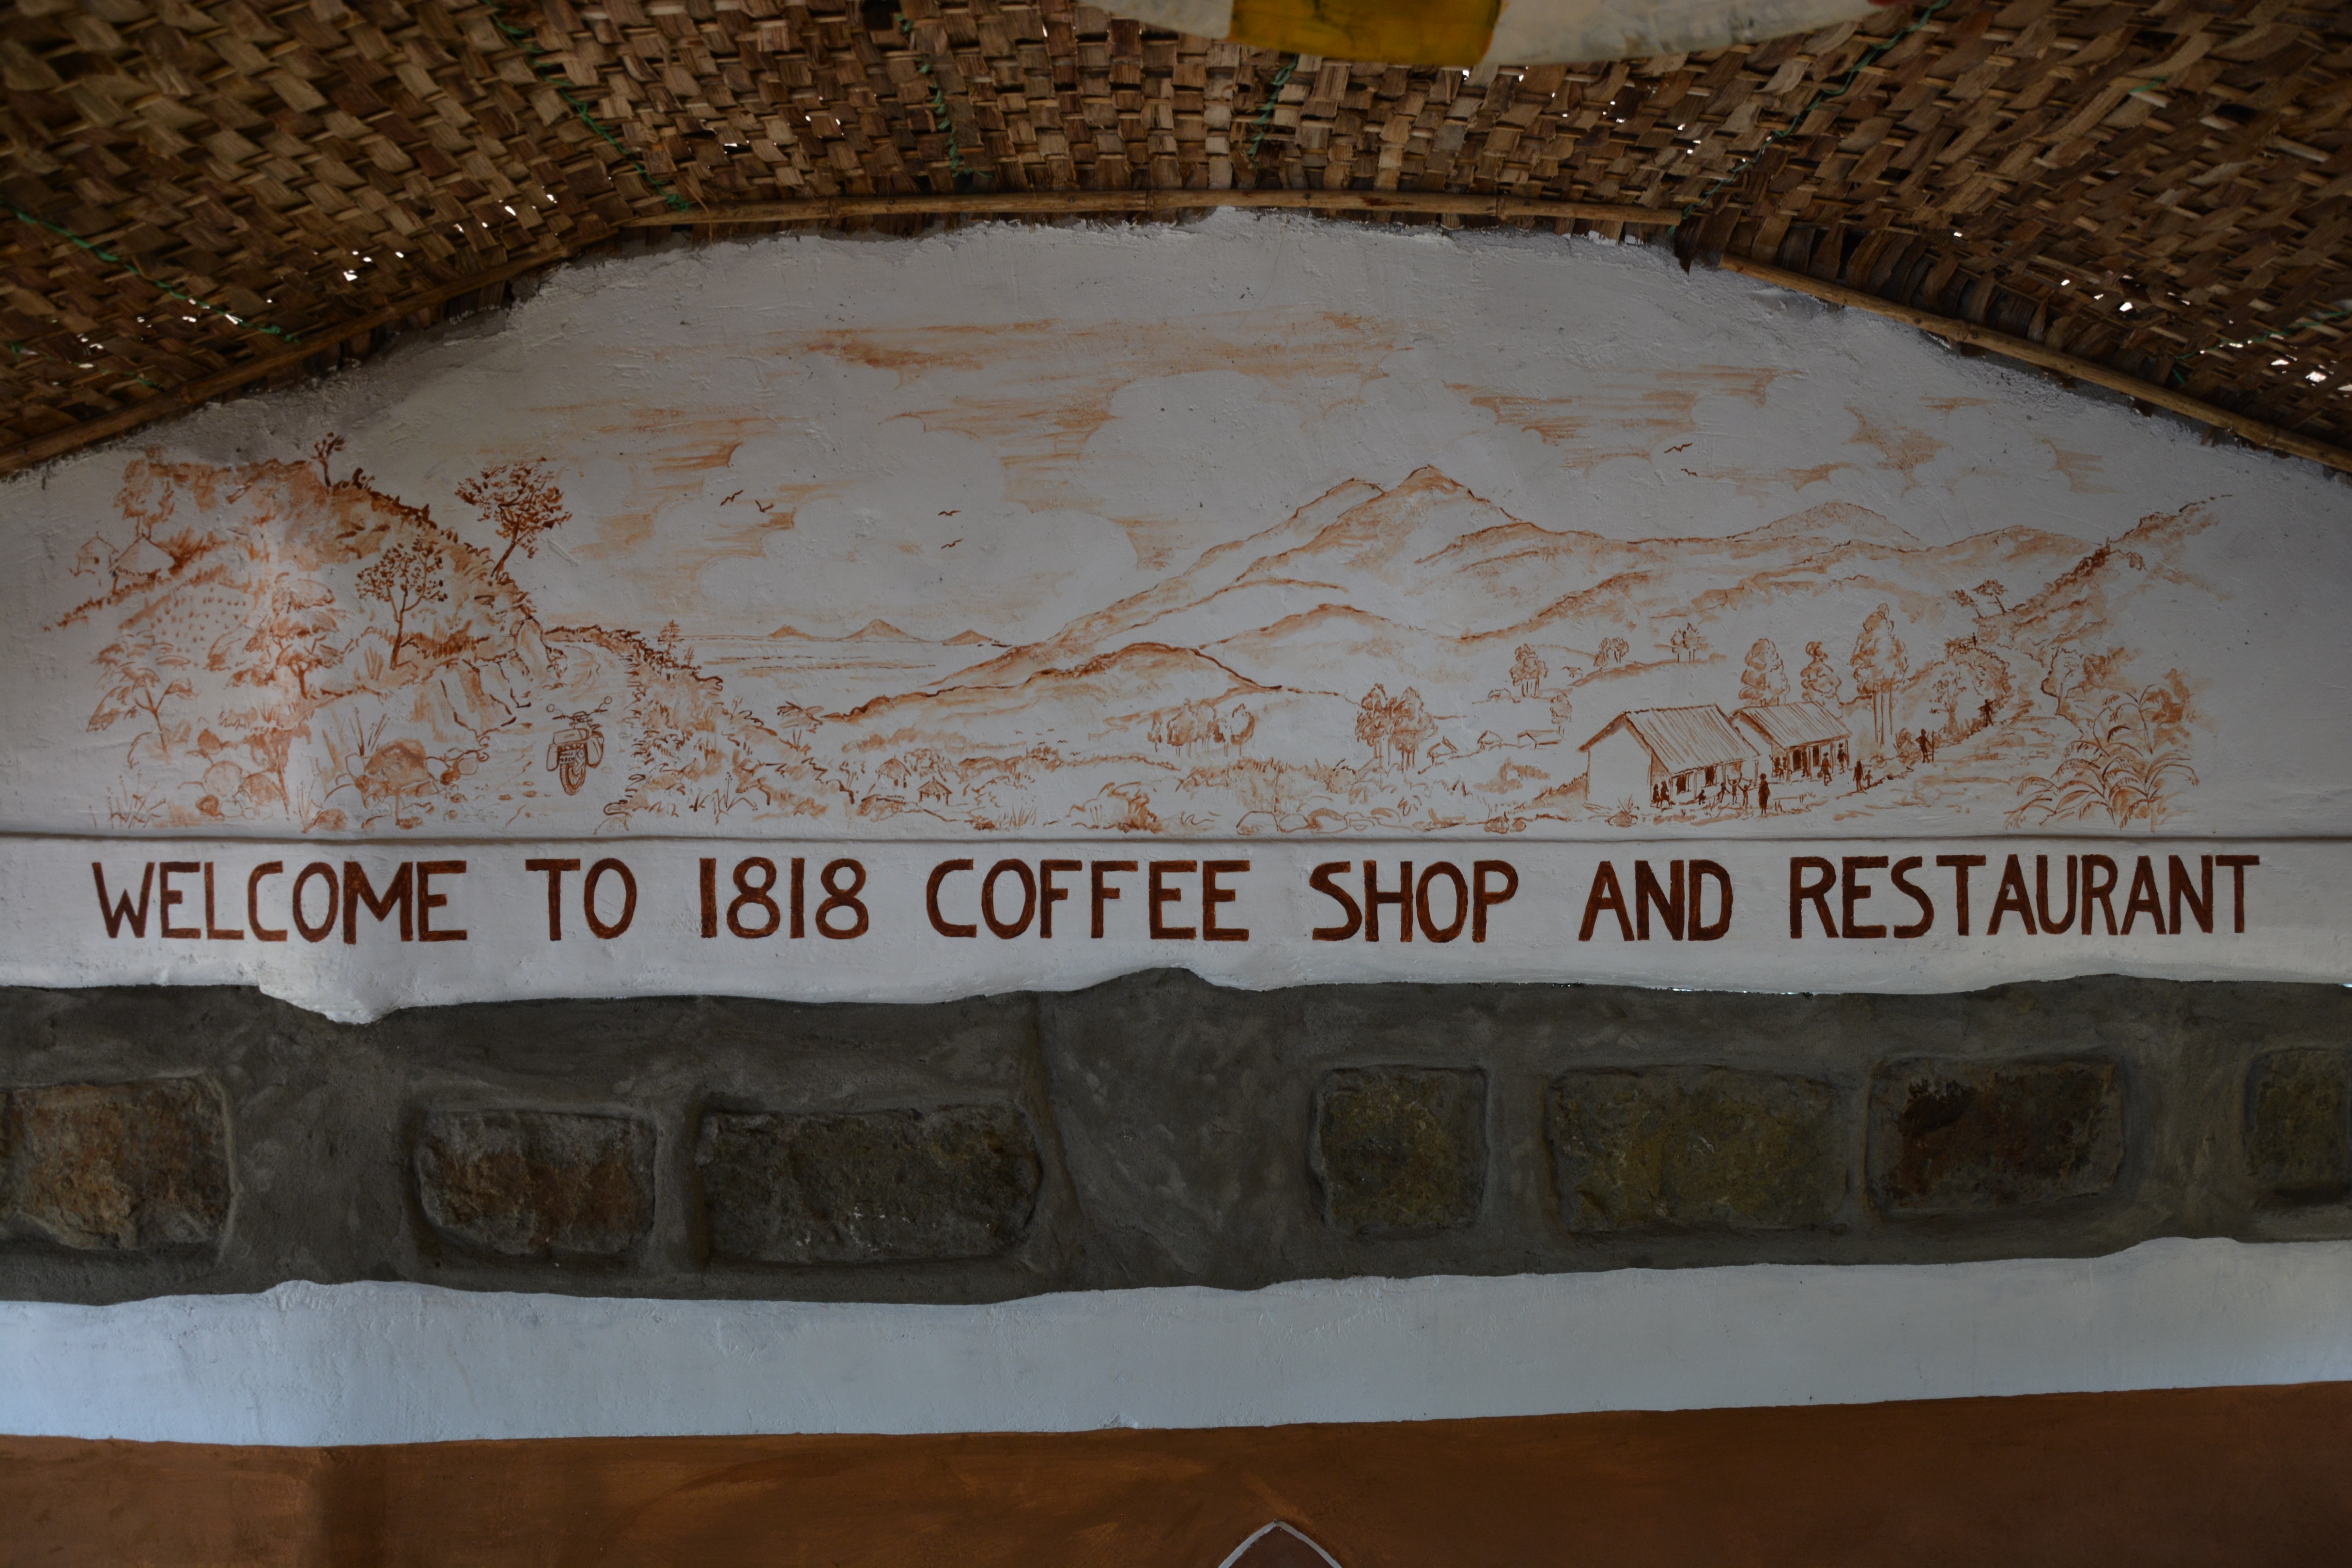 WELCOME TO 1818 COFFEE SHOP AND RESTAURANT